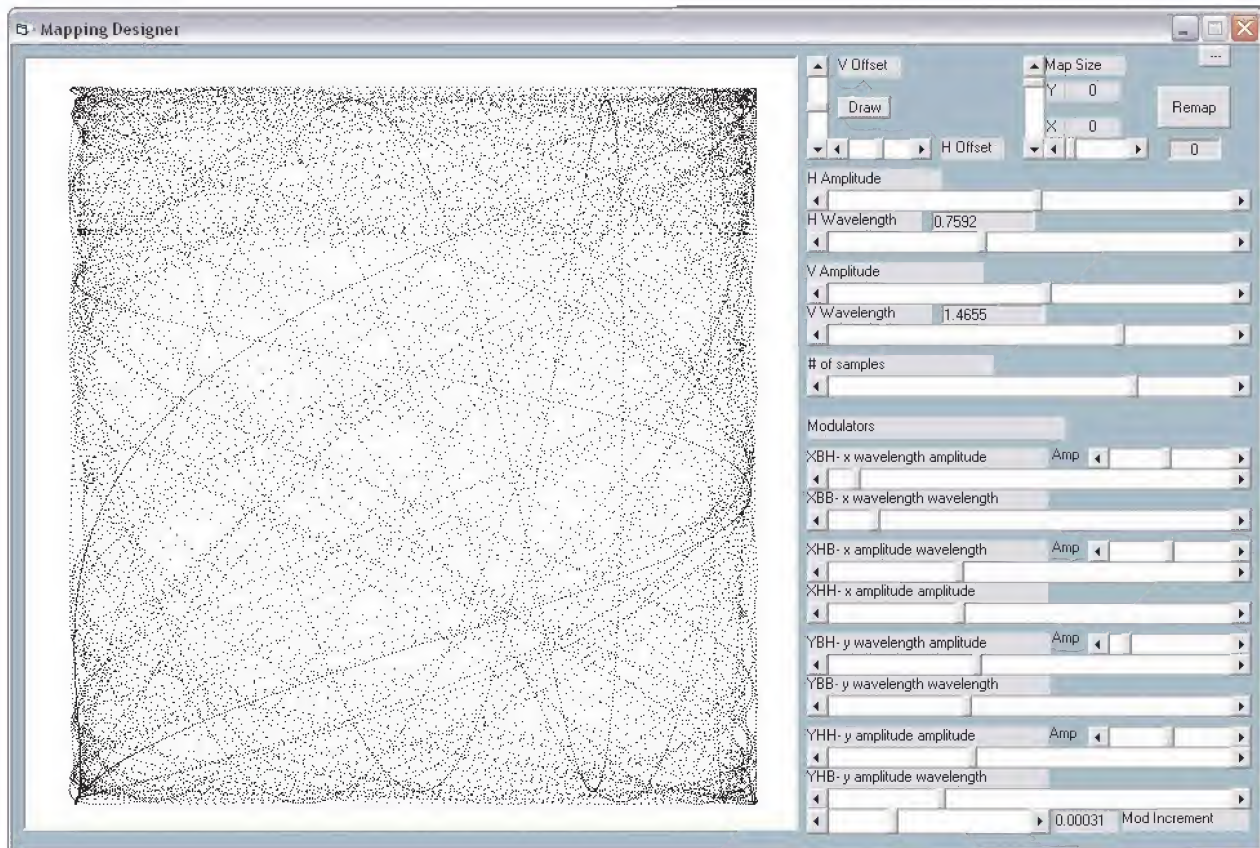 Mapping Designer
V Offset
Map Size
...
Y 0
Draw
Remap
X 0
H Offset
0
H Amplitude
H Wavelength 0.7592
V Amplitude
V Wavelength 1.4655
# of samples
Modulators
XBH- x wavelength amplitude Amp
XBB- x wavelength wavelength
XHB- x amplitude wavelength Amp
XHH- x amplitude amplitude
YBH- y wavelength amplitude Amp
YBB- y wavelength wavelength
YHH- y amplitude amplitude Amp
YHB- y amplitude wavelength
0.00031 Mod Increment